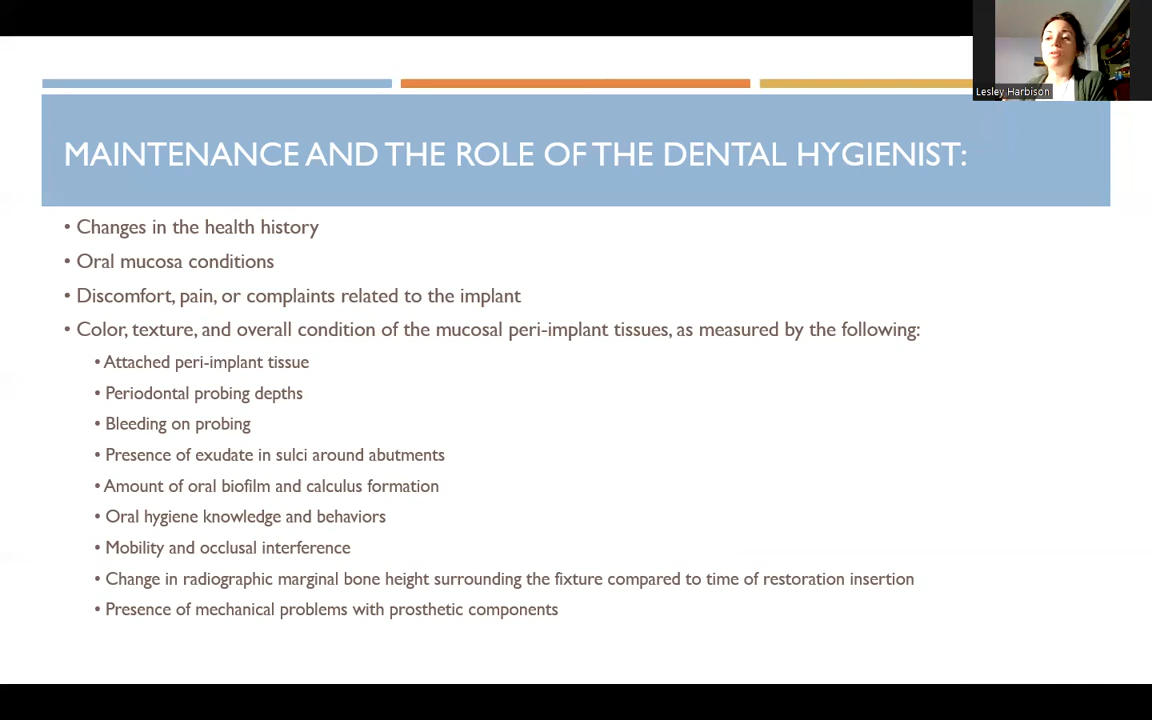 Lesley Harbison
MAINTENANCE AND THE ROLE OF THE DENTAL HYGIENIST:
• Changes in the health history
• Oral mucosa conditions
• Discomfort, pain, or complaints related to the implant
• Color, texture, and overall condition of the mucosal peri-implant tissues, as measured by the following:
• Attached peri-implant tissue
• Periodontal probing depths
• Bleeding on probing
• Presence of exudate in sulci around abutments
• Amount of oral biofilm and calculus formation
• Oral hygiene knowledge and behaviors
• Mobility and occlusal interference
• Change in radiographic marginal bone height surrounding the fixture compared to time of restoration insertion
• Presence of mechanical problems with prosthetic components